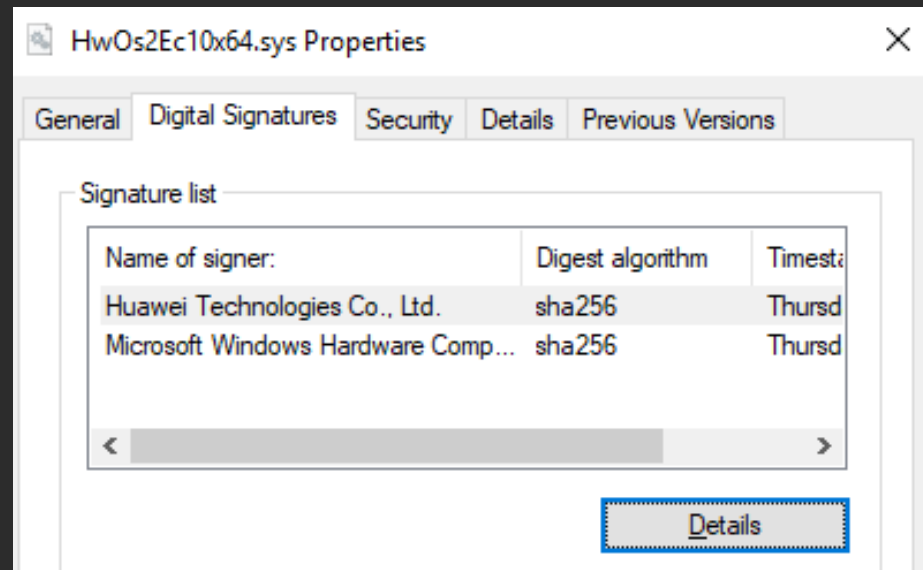 HwOs2Ec10x64.sys Properties
General Digital Signatures Security Details Previous Versions
Signature list
Name of signer: Digest algorithm Timesta
Huawei Technologies Co., Ltd. sha256 Thursd
Microsoft Windows Hardware Comp... sha256 Thursd
Details